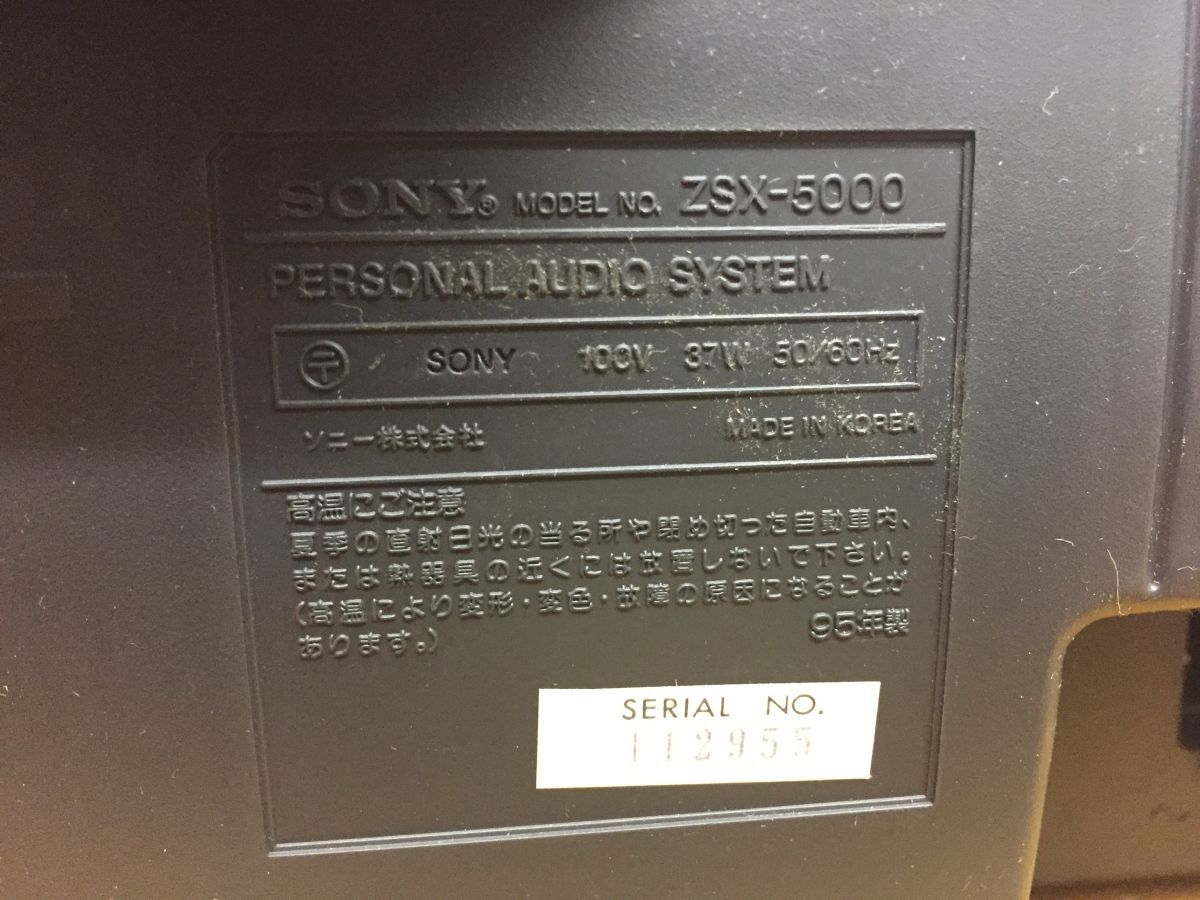 SONY® MODEL NO. ZSX-5000
PERSONAL AUDIO SYSTEM
〒 SONY 100V 37W 50/60Hz
ソニー株式会社 MADE IN KOREA
高温にご注意
夏季の直射日光の当る所や閉め切った自動車内、
または熱器具の近くには放置しないで下さい。
(高温により変形・変色・故障の原因になることが
あります。)
95年製
SERIAL NO.
112955